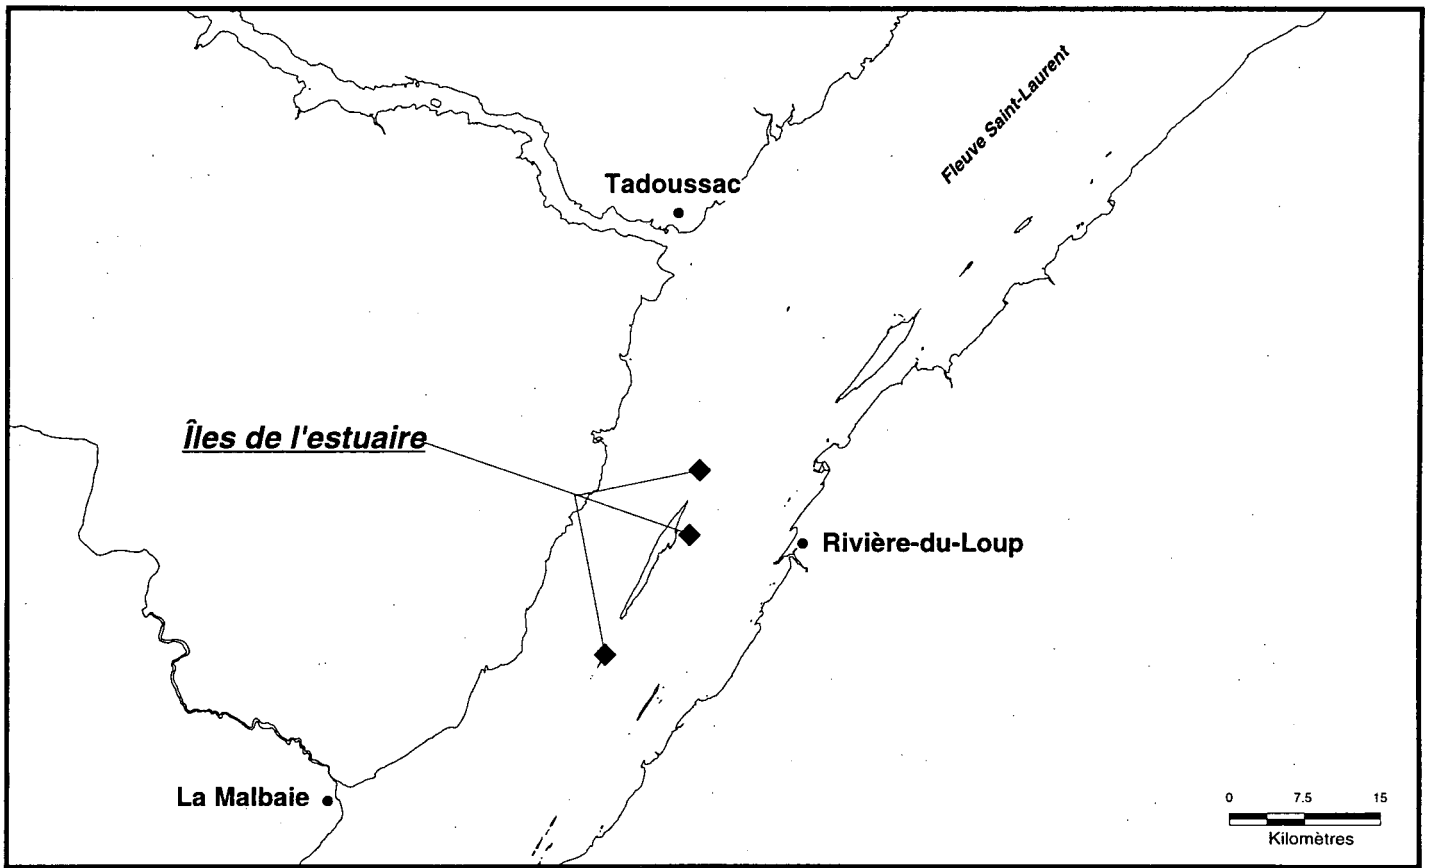 Fleuve Saint-Laurent
Tadoussac
Îles de l'estuaire
Rivière-du-Loup
La Malbaie
0 7.5 15
Kilomètres